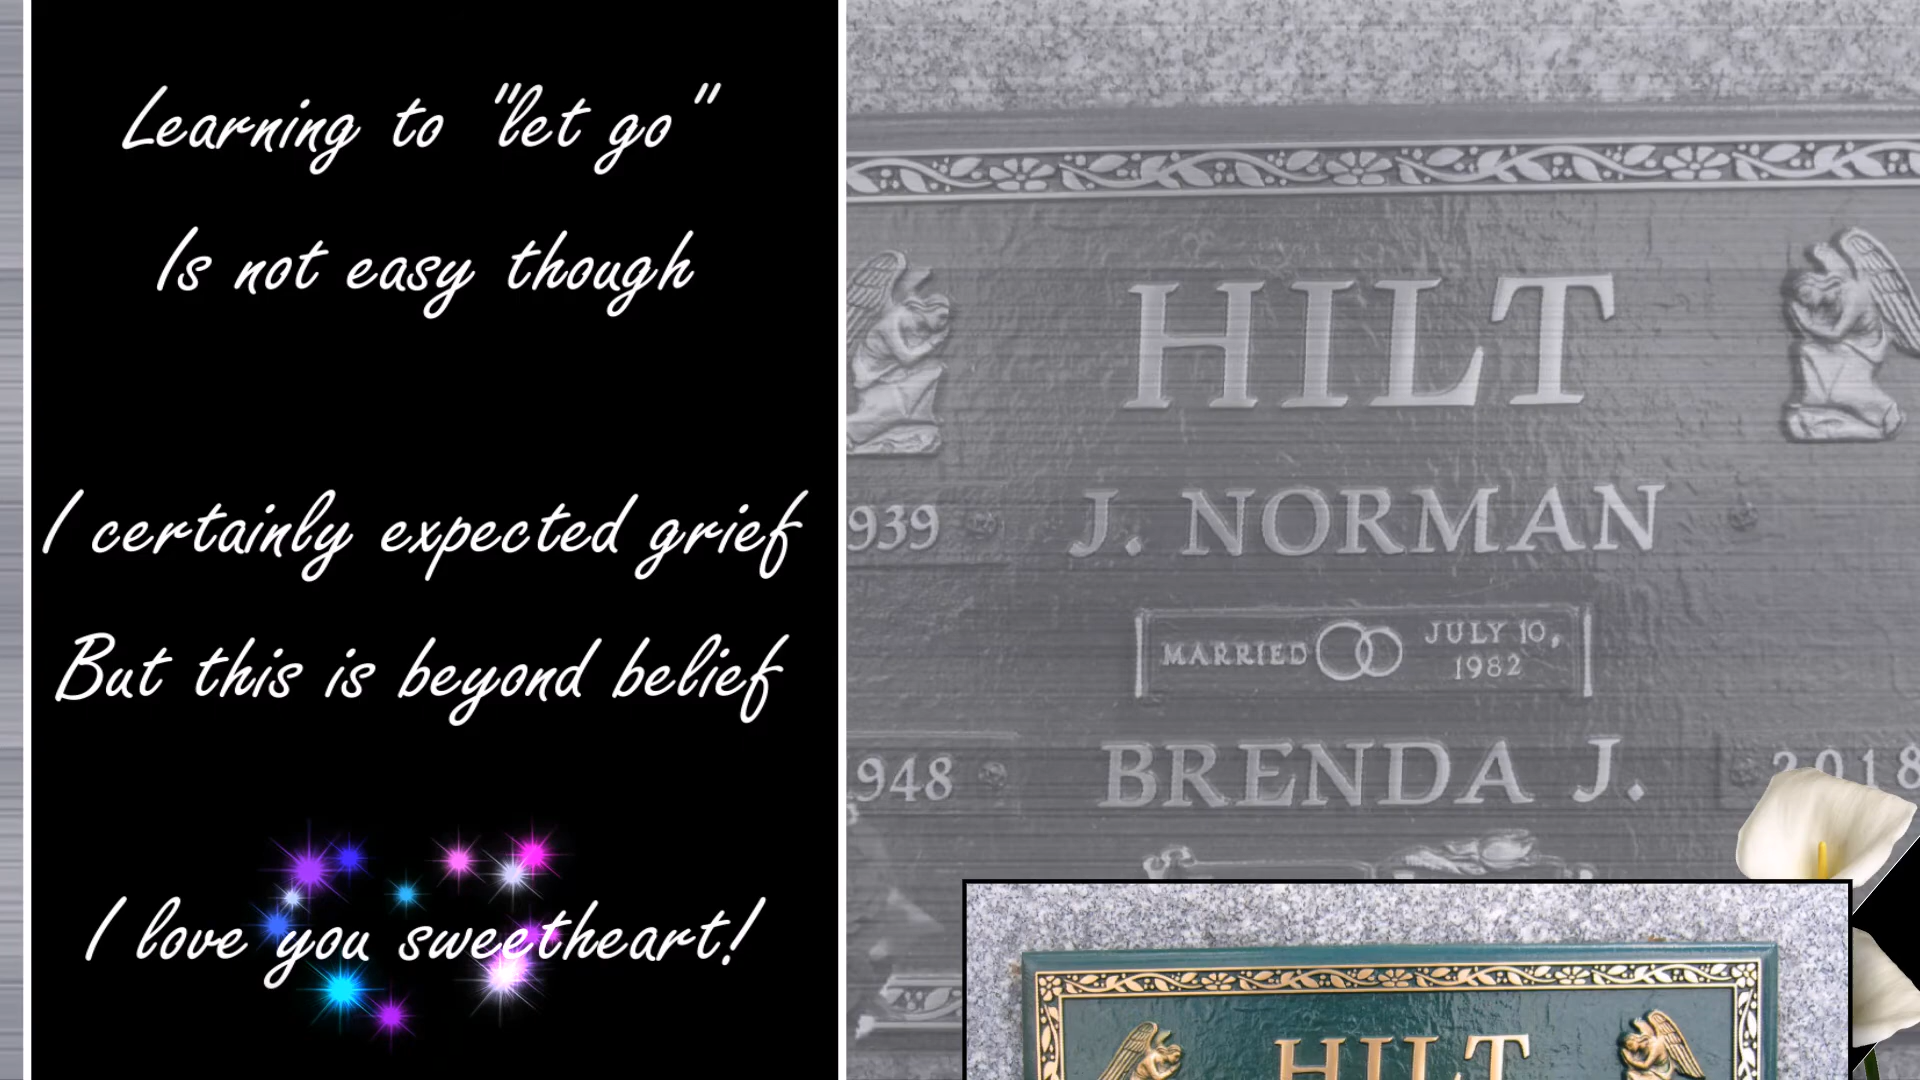 Learning to "let go"
Is not easy though
I certainly expected grief
But this is beyond belief
I love you sweetheart!
HILT
939 J. NORMAN
MARRIED JULY 10,
1982
948 BRENDA J. 2018
HILT